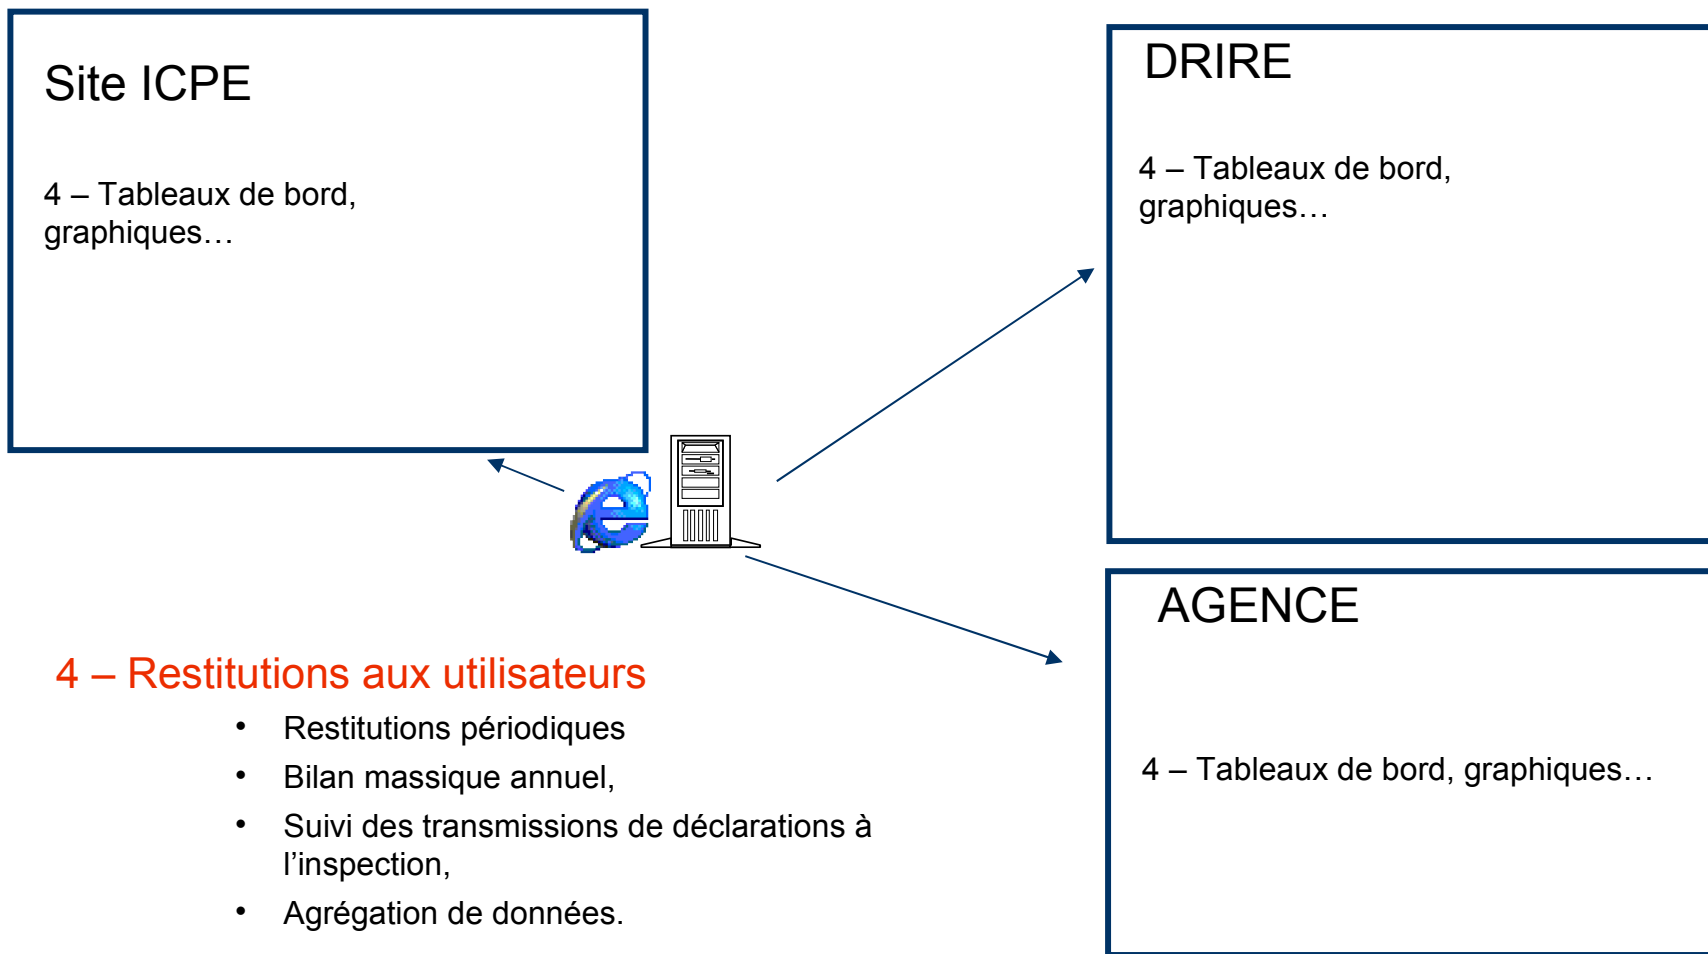 Site ICPE
4 – Tableaux de bord,
graphiques…
DRIRE
4 – Tableaux de bord,
graphiques…
AGENCE
4 – Tableaux de bord, graphiques…
4 – Restitutions aux utilisateurs
• Restitutions périodiques
• Bilan massique annuel,
• Suivi des transmissions de déclarations à
l’inspection,
• Agrégation de données.